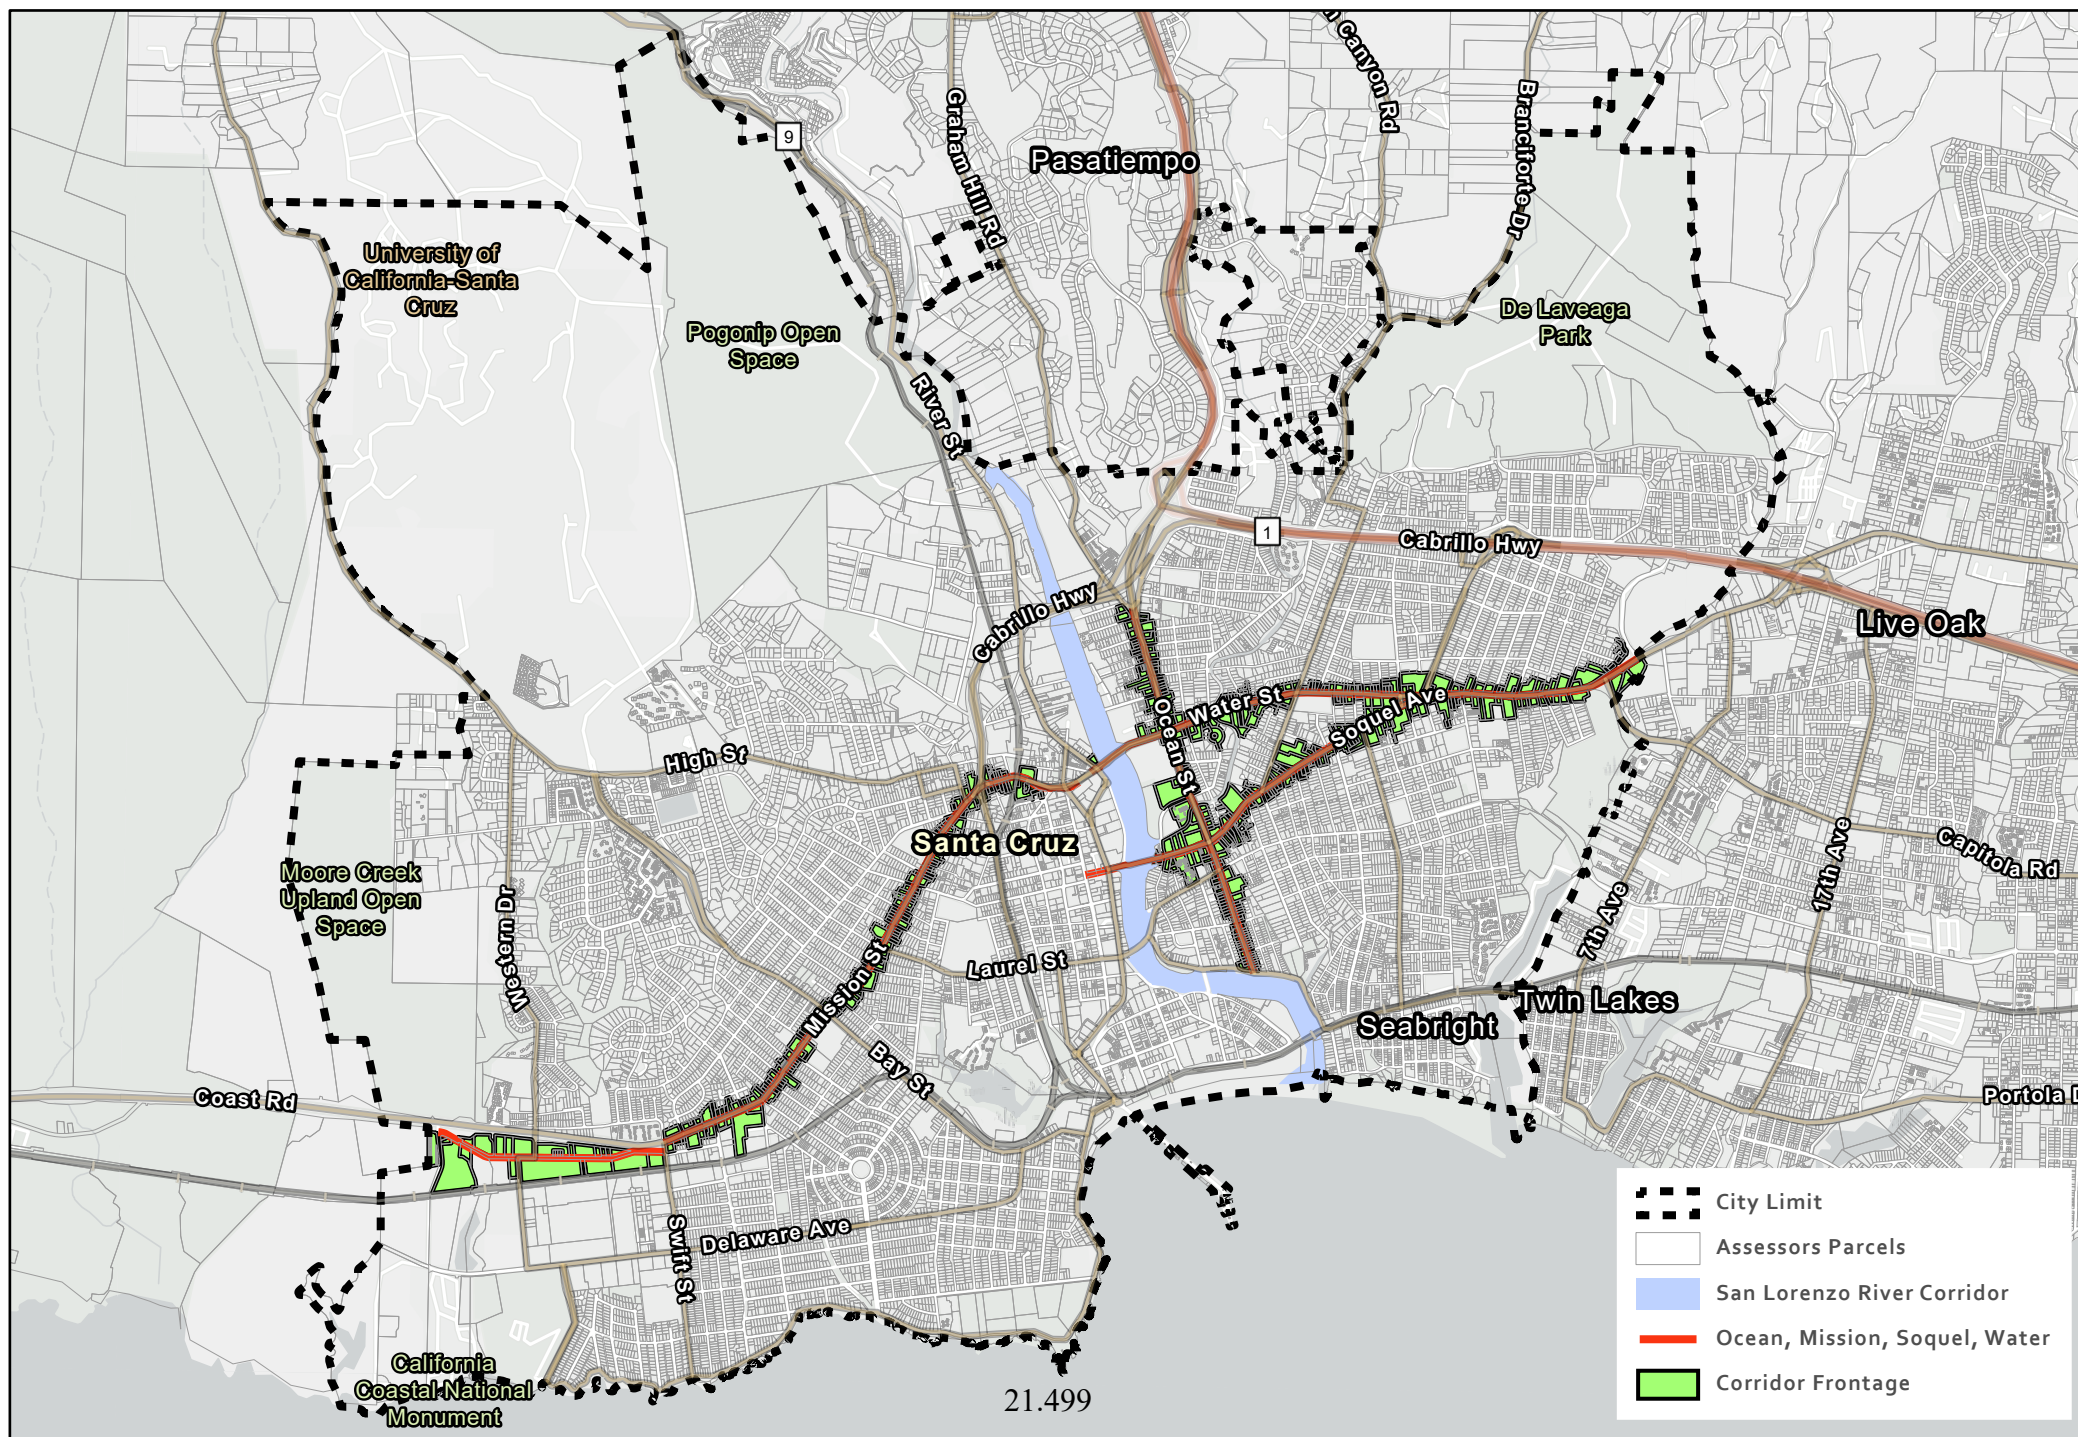 n Canyon Rd
Graham Hill Rd
Branciforte Dr
9
Pasatiempo
University of
California-Santa
Cruz
Pogonip Open
Space
De Laveaga
Park
River St
1
Cabrillo Hwy
Cabrillo Hwy
Live Oak
Ocean St
Water St
Soquel Ave
High St
Santa Cruz
Capitola Rd
17th Ave
7th Ave
Moore Creek
Upland Open
Space
Western Dr
Mission St
Laurel St
Twin Lakes
Seabright
Bay St
Coast Rd
Portola D
Swift St
Delaware Ave
California
Coastal National
Monument
21.499
City Limit
Assessors Parcels
San Lorenzo River Corridor
Ocean, Mission, Soquel, Water
Corridor Frontage